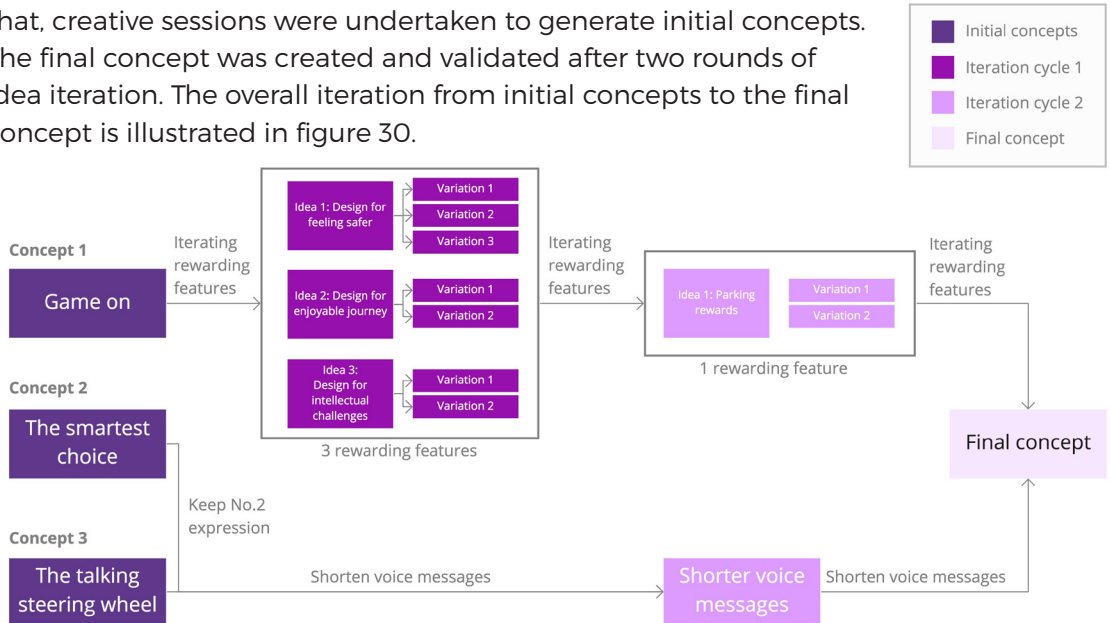 hat, creative sessions were undertaken to generate initial concepts.
he final concept was created and validated after two rounds of
dea iteration. The overall iteration from initial concepts to the final
oncept is illustrated in figure 30.
Initial concepts
Iteration cycle 1
Iteration cycle 2
Final concept
Concept 1
Game on
Iterating
rewarding
features
Idea 1: Design for
feeling safer
Variation 1
Variation 2
Variation 3
Idea 2: Design for
enjoyable journey
Variation 1
Variation 2
Idea 3:
Design for
intellectual
challenges
Variation 1
Variation 2
3 rewarding features
Iterating
rewarding
features
Idea 1: Parking
rewards
Variation 1
Variation 2
1 rewarding feature
Iterating
rewarding
features
Concept 2
The smartest
choice
Keep No.2
expression
Concept 3
The talking
steering wheel
Shorten voice messages
Shorter voice
messages
Shorten voice messages
Final concept